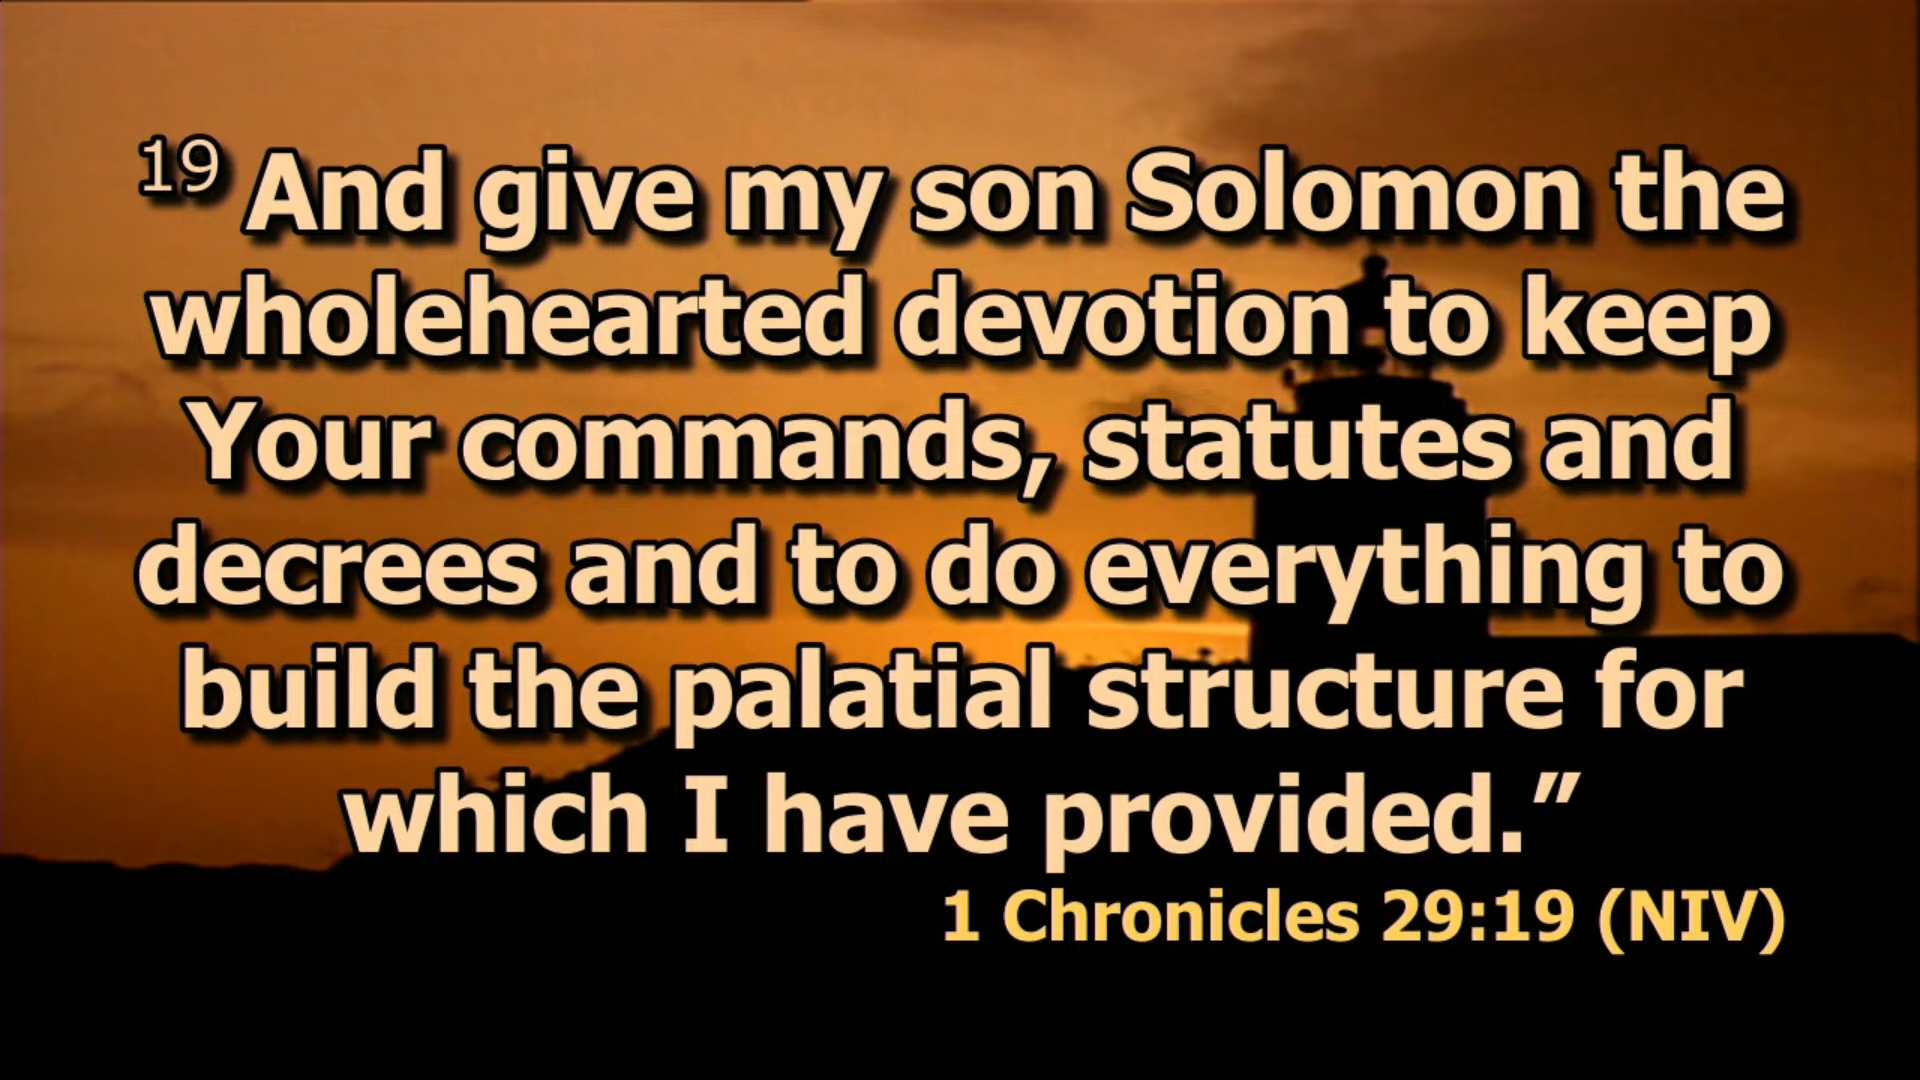 19 And give my son Solomon the
wholehearted devotion to keep
Your commands, statutes and
decrees and to do everything to
build the palatial structure for
which I have provided.”
1 Chronicles 29:19 (NIV)